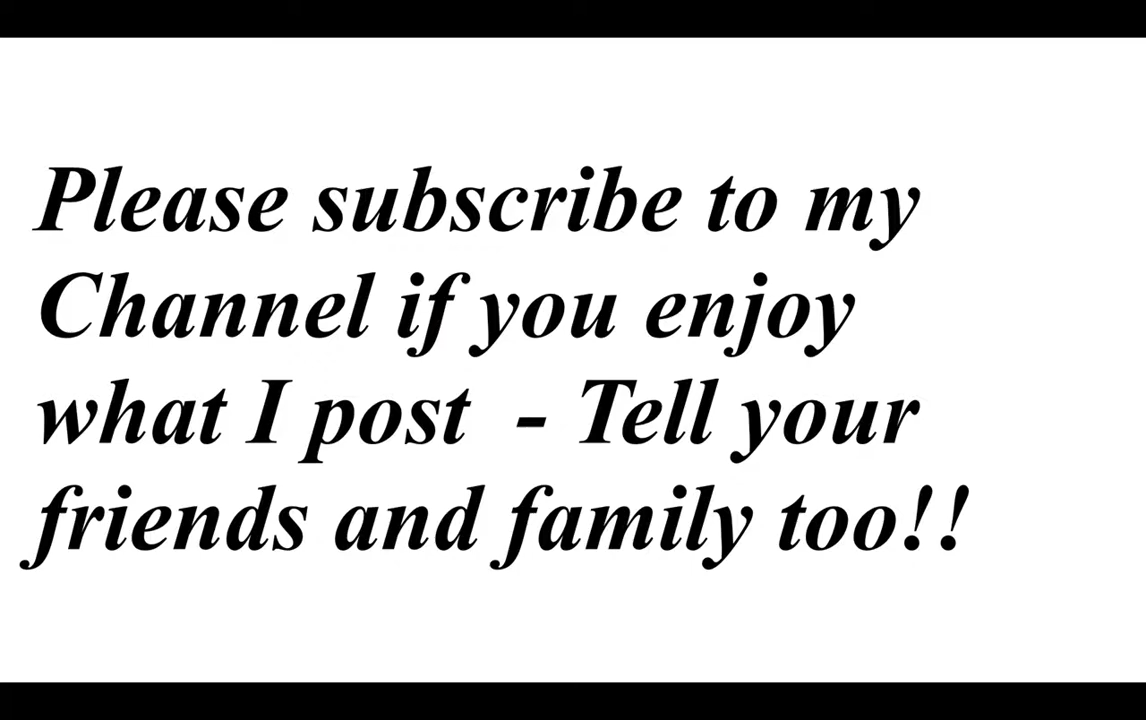 Please subscribe to my
Channel if you enjoy
what I post  - Tell your
friends and family too!!